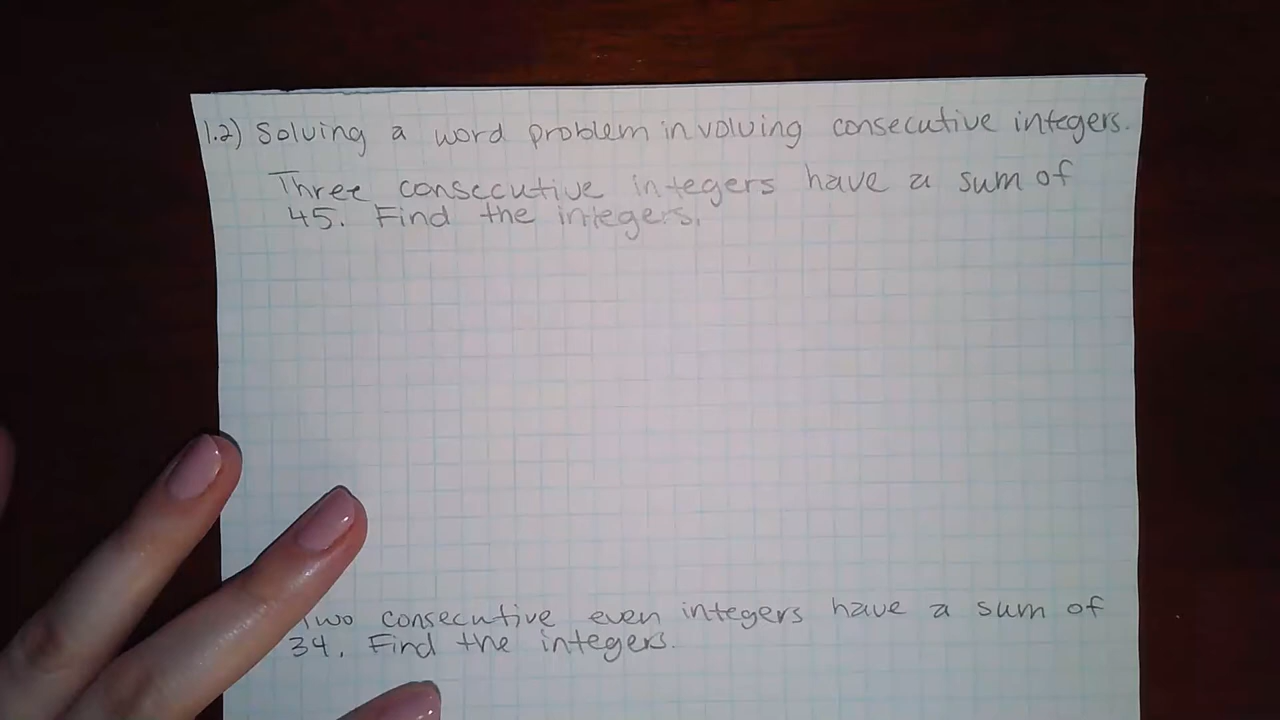 1.2) Solving a word problem involving consecutive integers.
Three consecutive integers have a sum of
45. Find the integers.
Two consecutive even integers have a sum of
34. Find the integers.